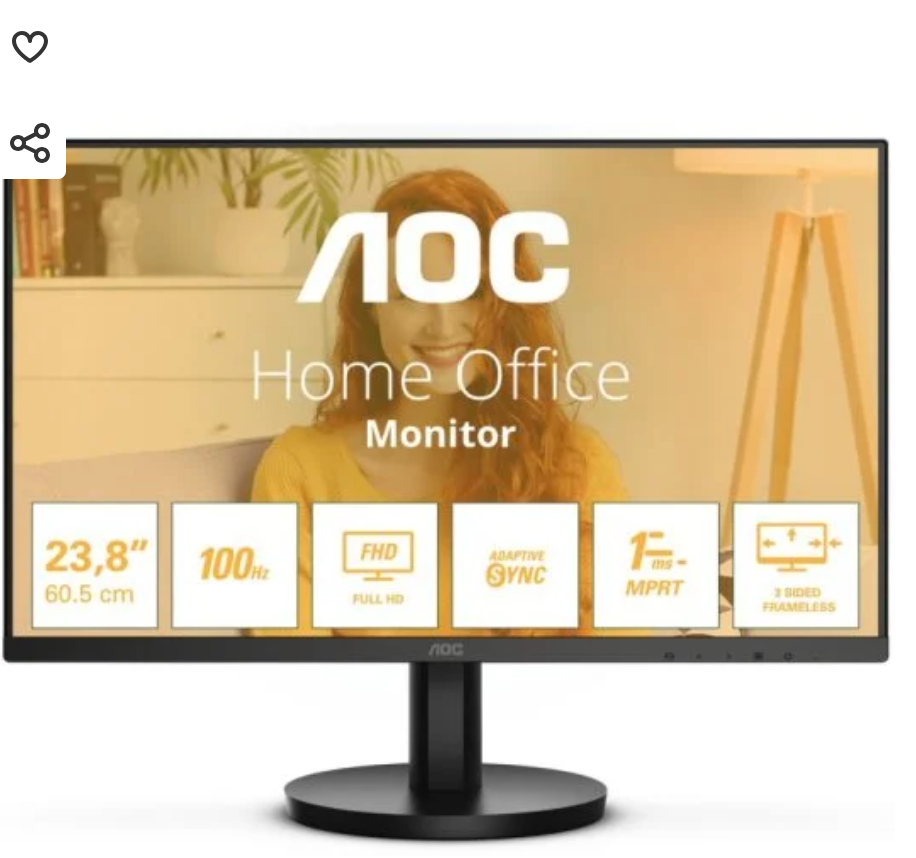 AOC
Home Office
Monitor
23,8”
60.5 cm
100Hz
FHD
FULL HD
ADAPTIVE
SYNC
1ms
MPRT
3 SIDED
FRAMELESS
AOC